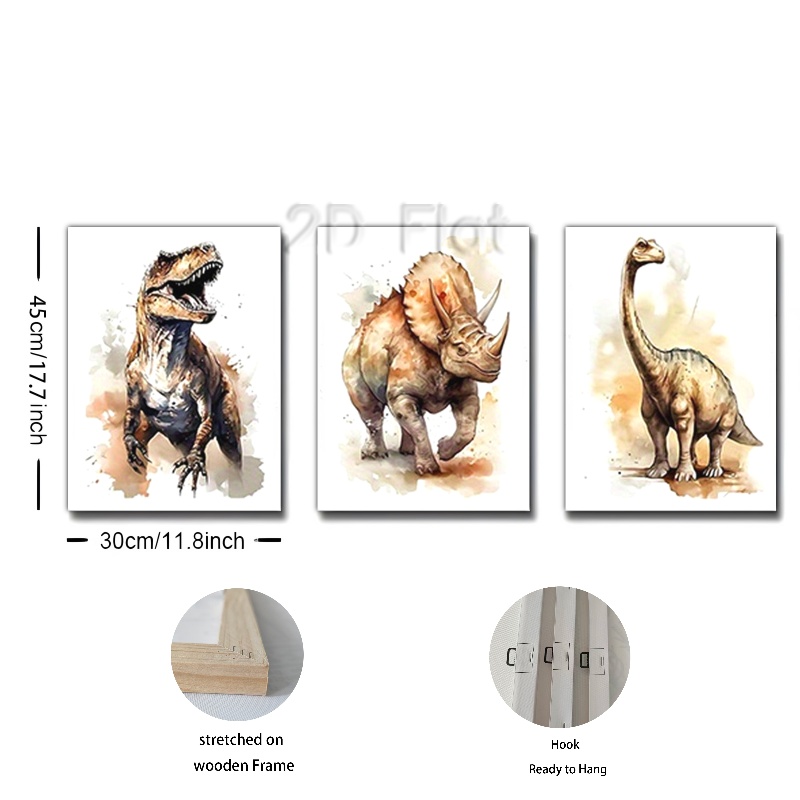 2D Flat
45cm/17.7inch
30cm/11.8inch
stretched on
wooden Frame
Hook
Ready to Hang